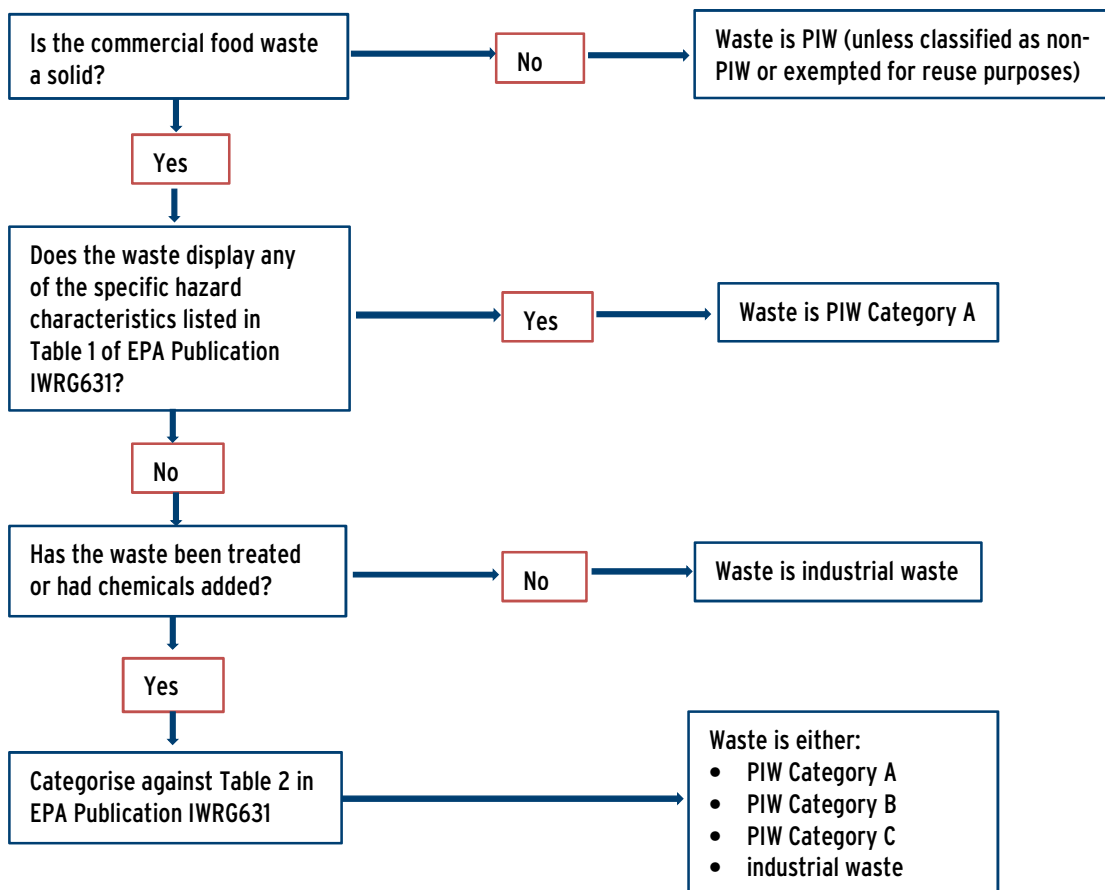 Is the commercial food waste
a solid?
No
Waste is PIW (unless classified as non-
PIW or exempted for reuse purposes)
Yes
Does the waste display any
of the specific hazard
characteristics listed in
Table 1 of EPA Publication
IWRG631?
Yes
Waste is PIW Category A
No
Has the waste been treated
or had chemicals added?
No
Waste is industrial waste
Yes
Categorise against Table 2 in
EPA Publication IWRG631
Waste is either:
• PIW Category A
• PIW Category B
• PIW Category C
• industrial waste